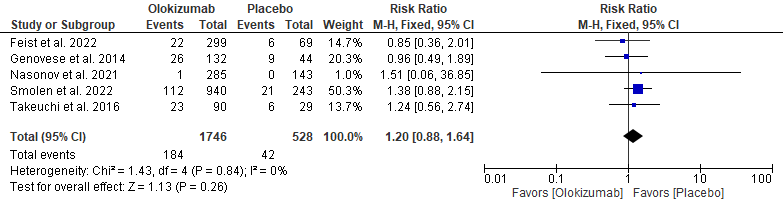 Olokizumab Placebo Risk Ratio Risk Ratio
Study or Subgroup Events Total Events Total Weight M-H, Fixed, 95% CI M-H, Fixed, 95% CI
Feist et al. 2022 22 299 6 69 14.7% 0.85 [0.36, 2.01]
Genovese et al. 2014 26 132 9 44 20.3% 0.96 [0.49, 1.89]
Nasonov et al. 2021 1 285 0 143 1.0% 1.51 [0.06, 36.85]
Smolen et al. 2022 112 940 21 243 50.3% 1.38 [0.88, 2.15]
Takeuchi et al. 2016 23 90 6 29 13.7% 1.24 [0.56, 2.74]
Total (95% CI) 1746 528 100.0% 1.20 [0.88, 1.64]
Total events 184 42
Heterogeneity: Chi² = 1.43, df = 4 (P = 0.84); I² = 0%
Test for overall effect: Z = 1.13 (P = 0.26)
0.01 0.1 1 10 100
Favors [Olokizumab] Favors [Placebo]